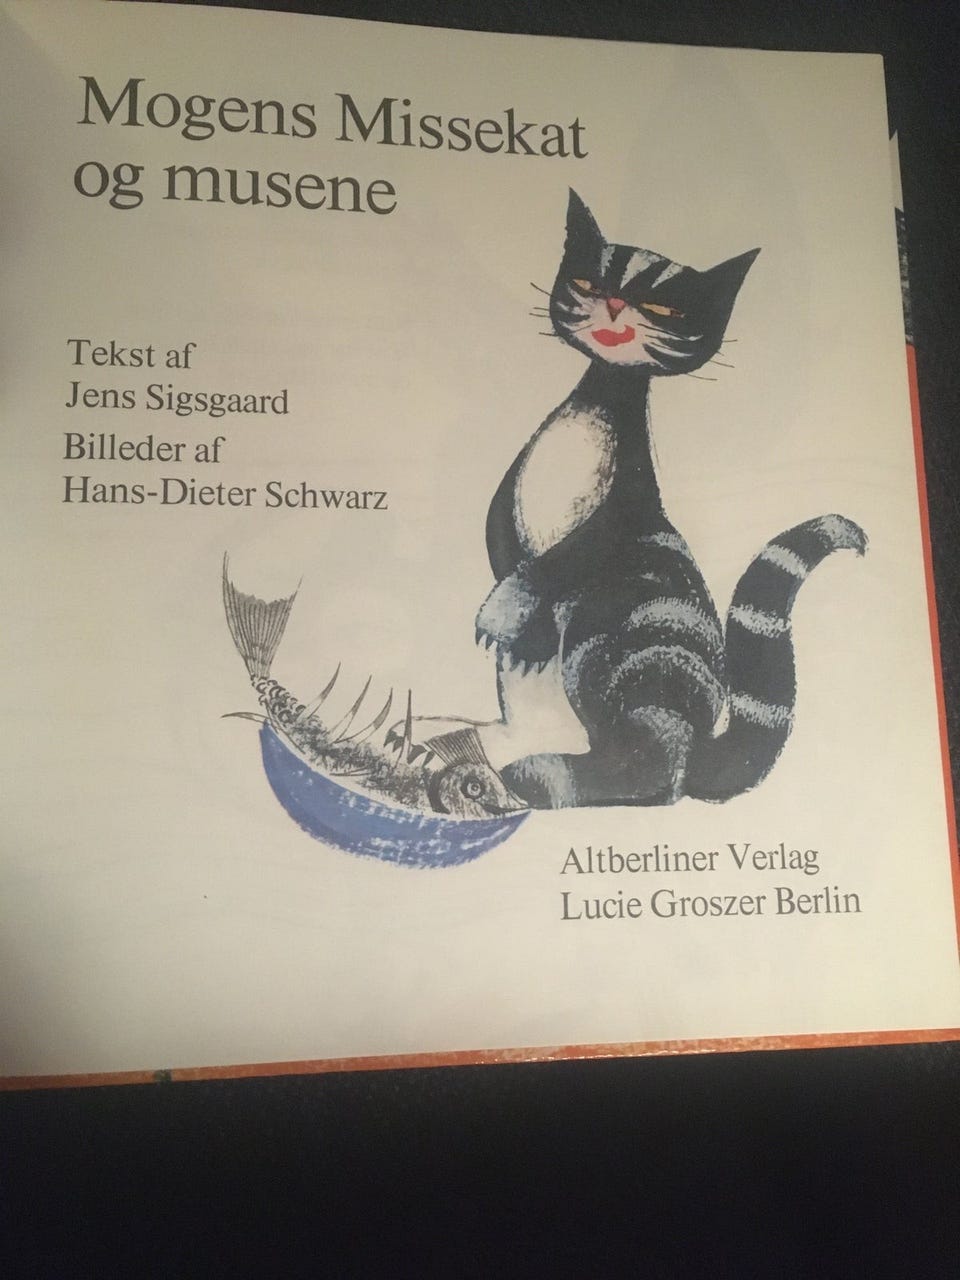 Mogens Missekat
og musene
Tekst af
Jens Sigsgaard
Billeder af
Hans-Dieter Schwarz
Altberliner Verlag
Lucie Groszer Berlin